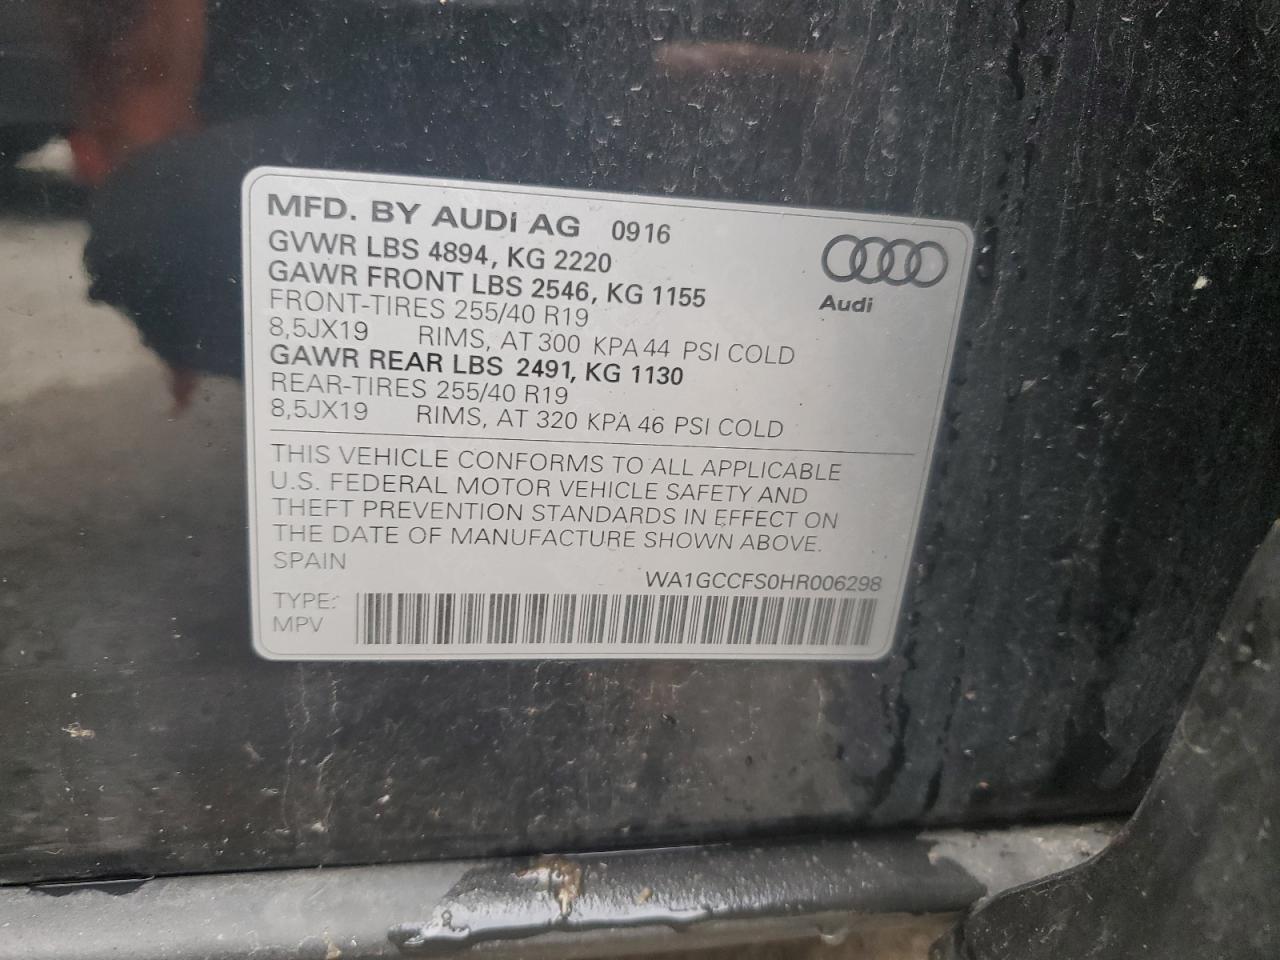 MFD. BY AUDI AG 0916
GVWR LBS 4894, KG 2220
GAWR FRONT LBS 2546, KG 1155
FRONT-TIRES 255/40 R19
8,5JX19 RIMS, AT 300 KPA 44 PSI COLD
GAWR REAR LBS 2491, KG 1130
REAR-TIRES 255/40 R19
8,5JX19 RIMS, AT 320 KPA 46 PSI COLD
Audi
THIS VEHICLE CONFORMS TO ALL APPLICABLE
U.S. FEDERAL MOTOR VEHICLE SAFETY AND
THEFT PREVENTION STANDARDS IN EFFECT ON
THE DATE OF MANUFACTURE SHOWN ABOVE.
SPAIN
WA1GCCFS0HR006298
TYPE:
MPV